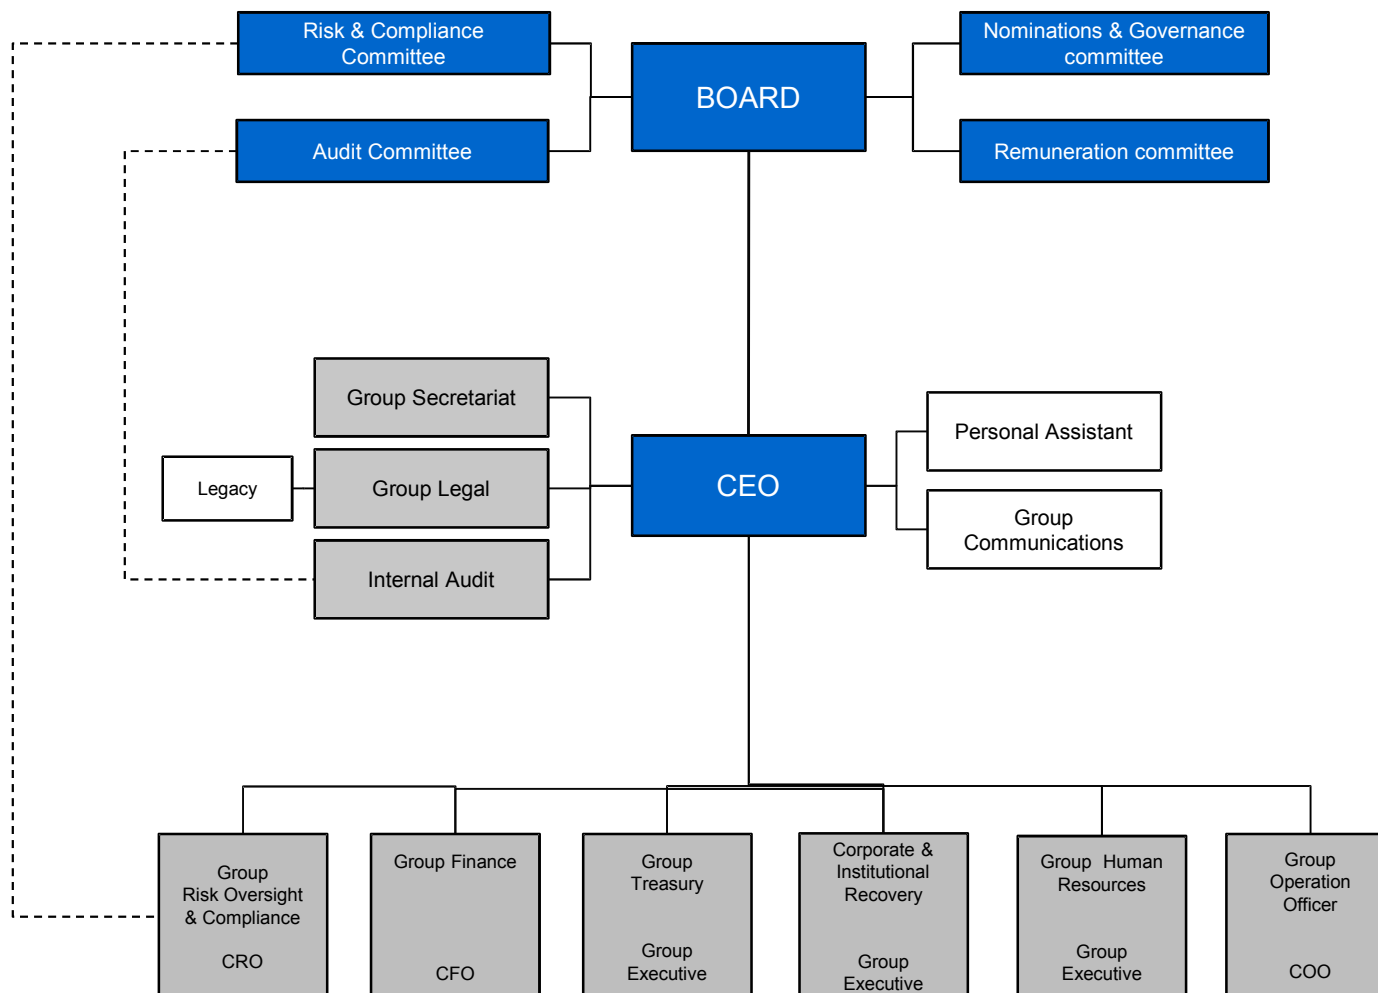 Risk & Compliance
Committee
BOARD
Nominations & Governance
committee
Audit Committee
Remuneration committee
Group Secretariat
Personal Assistant
Legacy
Group Legal
CEO
Group
Communications
Internal Audit
Group
Risk Oversight
& Compliance
CRO
Group Finance
CFO
Group
Treasury
Group
Executive
Corporate &
Institutional
Recovery
Group
Executive
Group Human
Resources
Group
Executive
Group
Operation
Officer
COO